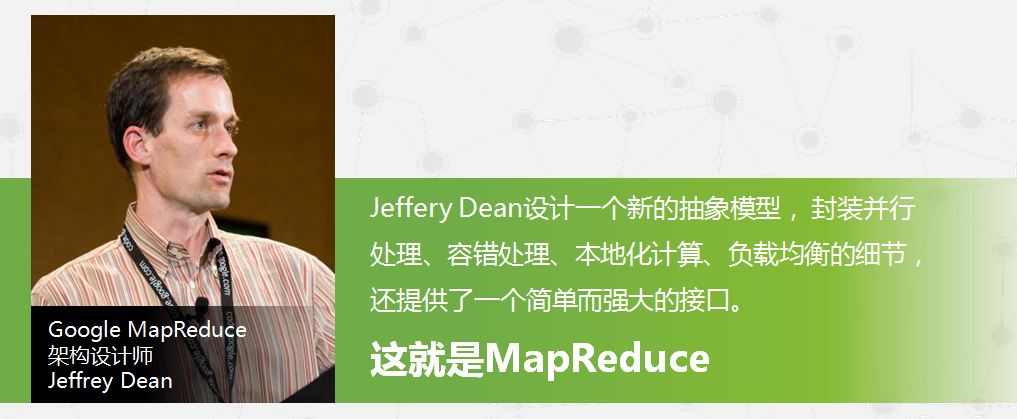 Jeffery Dean设计一个新的抽象模型，封装并行
处理、容错处理、本地化计算、负载均衡的细节，
还提供了一个简单而强大的接口。
这就是MapReduce
Google MapReduce
架构设计师
Jeffrey Dean
code.google.com